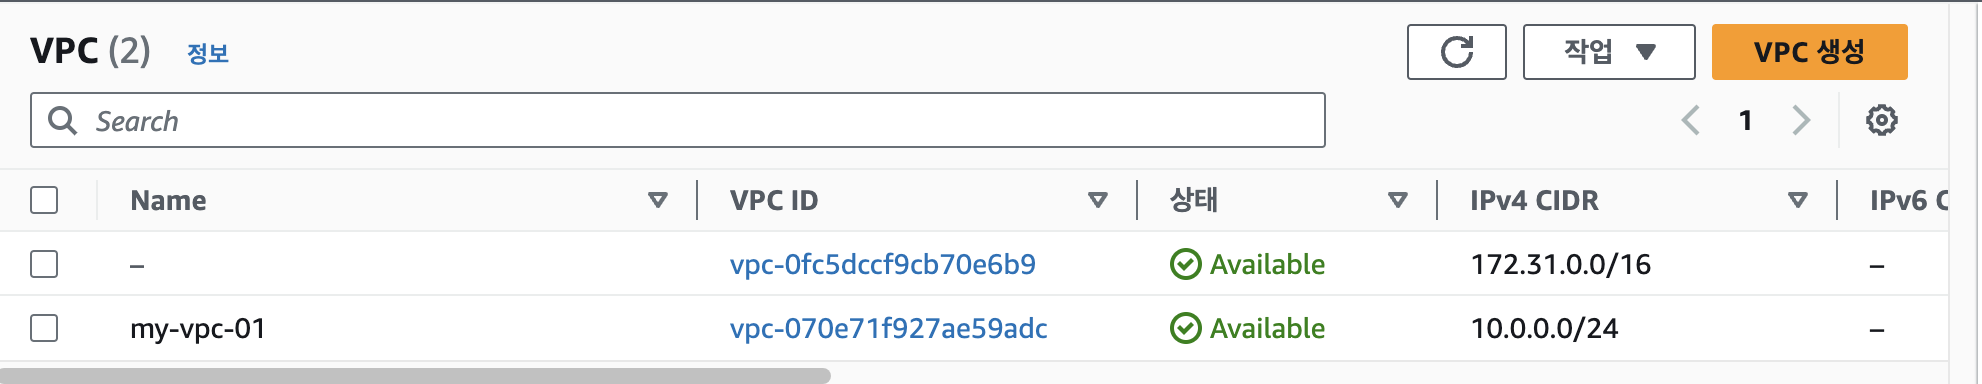 VPC (2) 정보
작업 VPC 생성
Search
1
Name VPC ID 상태 IPv4 CIDR IPv6 C
– vpc-0fc5dccf9cb70e6b9 Available 172.31.0.0/16 –
my-vpc-01 vpc-070e71f927ae59adc Available 10.0.0.0/24 –